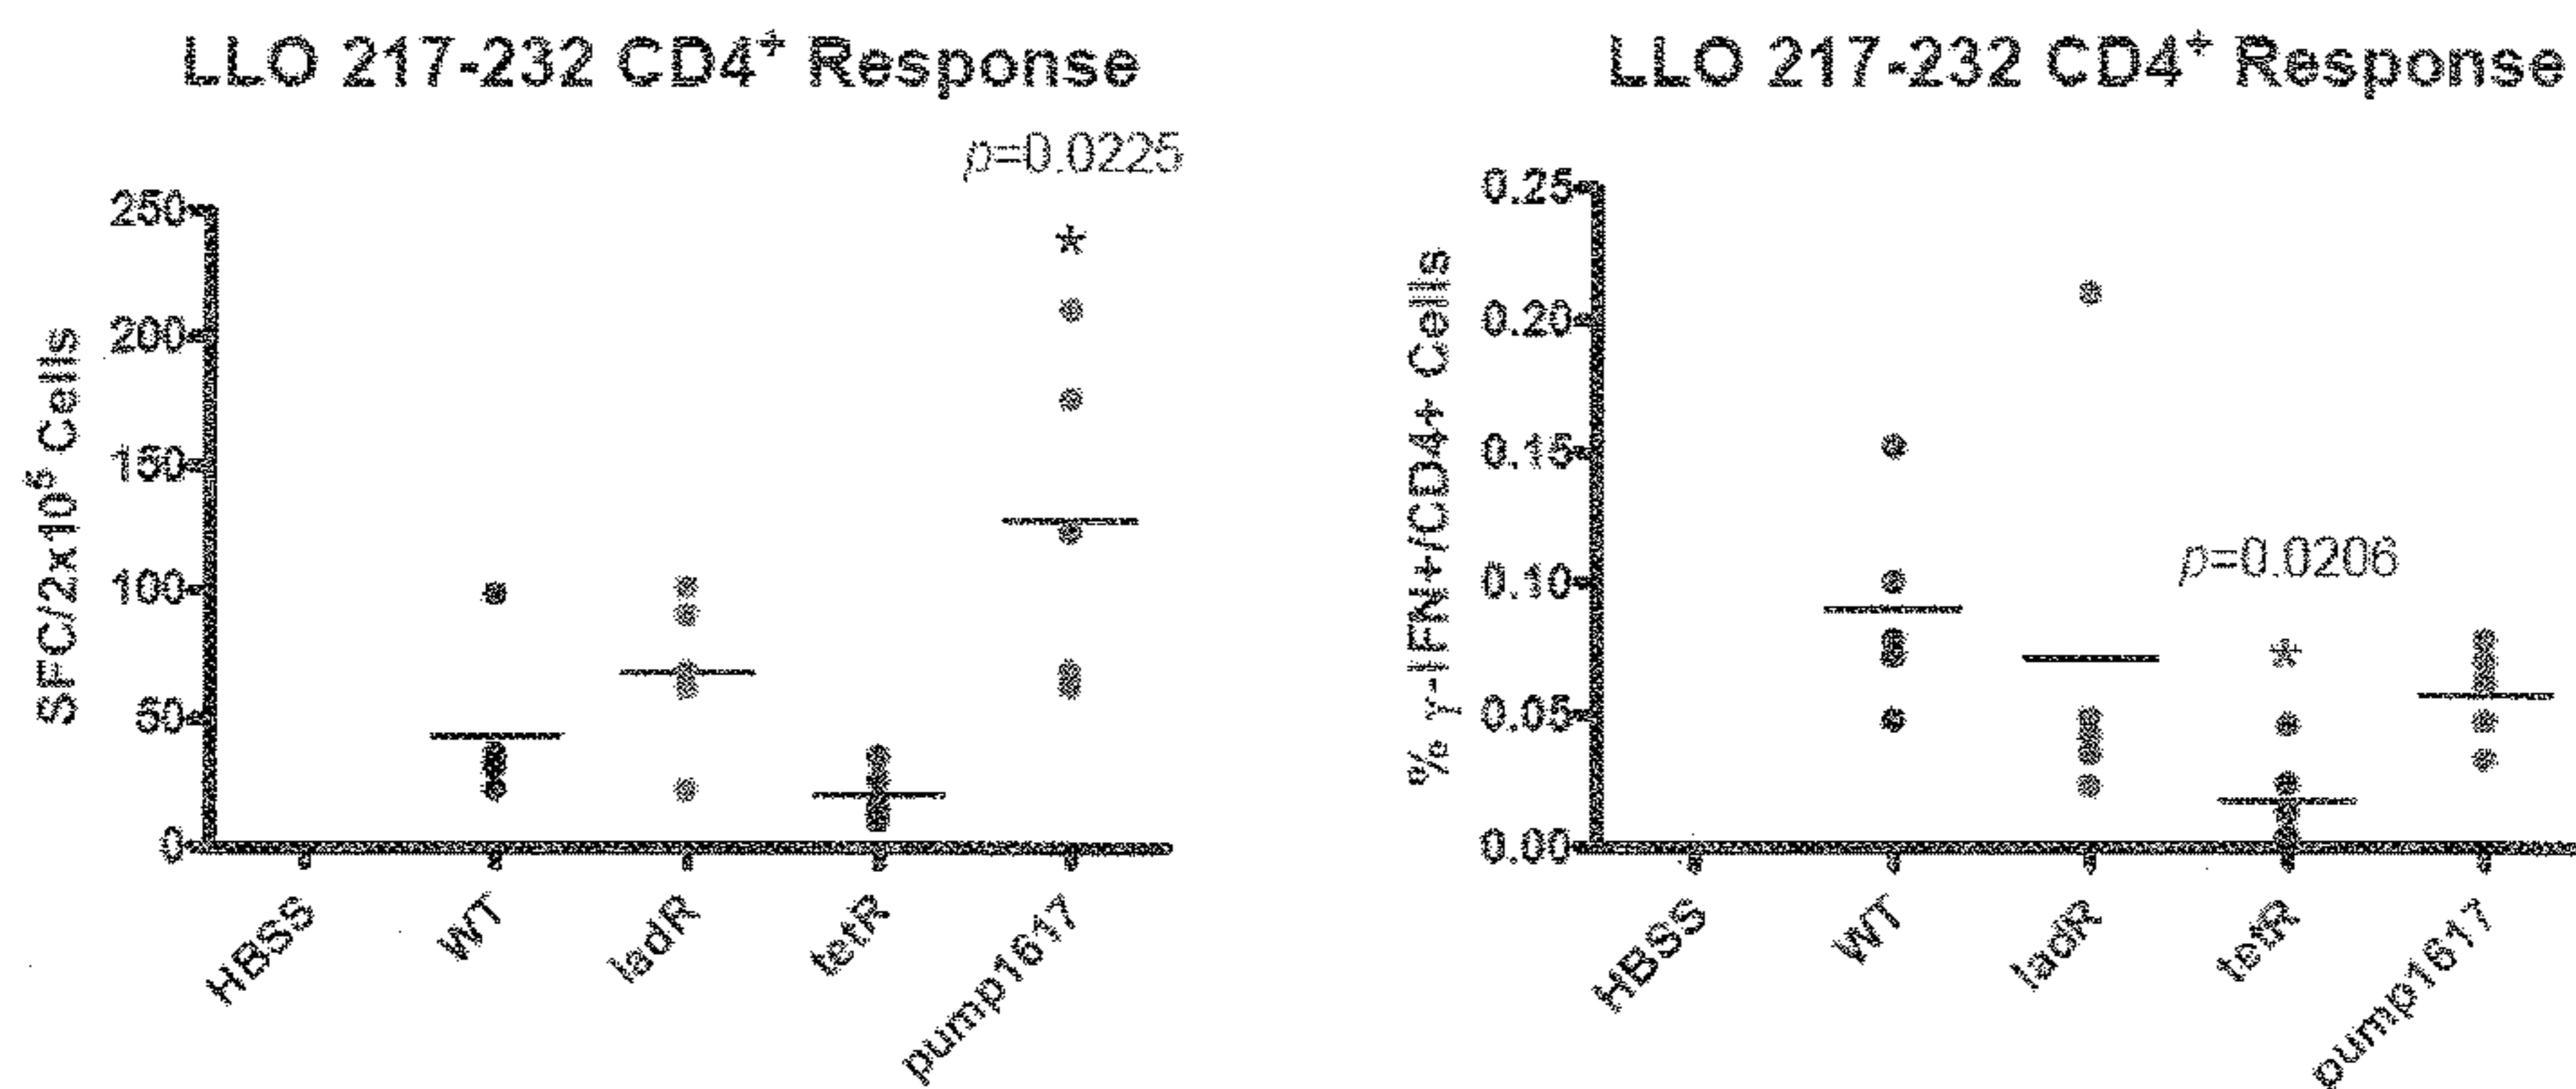 LLO 217-232 CD4⁺ Response
p=0.0225
250
200
150
100
50
0
SFC/2x10⁶ Cells
*
HBSS
WT
ladR
tetR
pump1617
LLO 217-232 CD4⁺ Response
0.25
0.20
0.15
0.10
0.05
0.00
% γ-IFN+/CD4+ Cells
p=0.0206
*
HBSS
WT
ladR
tetR
pump1617